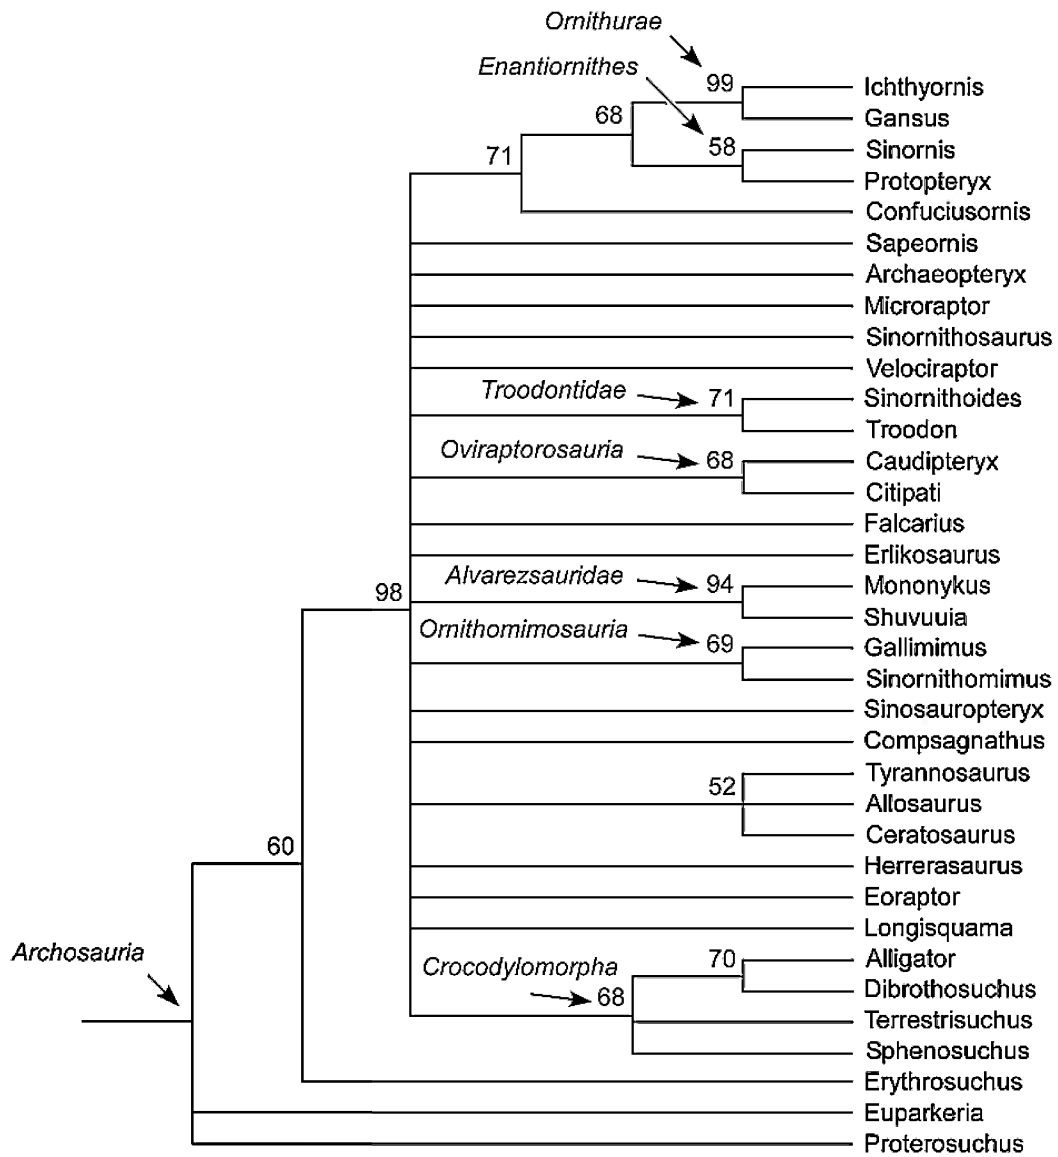 Ornithurae
Enantiornithes
99
Ichthyornis
Gansus
68
58
Sinornis
71
Protopteryx
Confuciusornis
Sapeornis
Archaeopteryx
Microraptor
Sinornithosaurus
Velociraptor
Troodontidae
71
Sinornithoides
Troodon
Oviraptorosauria
68
Caudipteryx
Citipati
Falcarius
Erlikosaurus
Alvarezsauridae
94
Mononykus
98
Shuvuuia
Ornithomimosauria
69
Gallimimus
Sinornithomimus
Sinosauropteryx
Compsagnathus
Tyrannosaurus
52
Allosaurus
Ceratosaurus
60
Herrerasaurus
Eoraptor
Longisquama
Archosauria
Crocodylomorpha
70
Alligator
68
Dibrothosuchus
Terrestrisuchus
Sphenosuchus
Erythrosuchus
Euparkeria
Proterosuchus